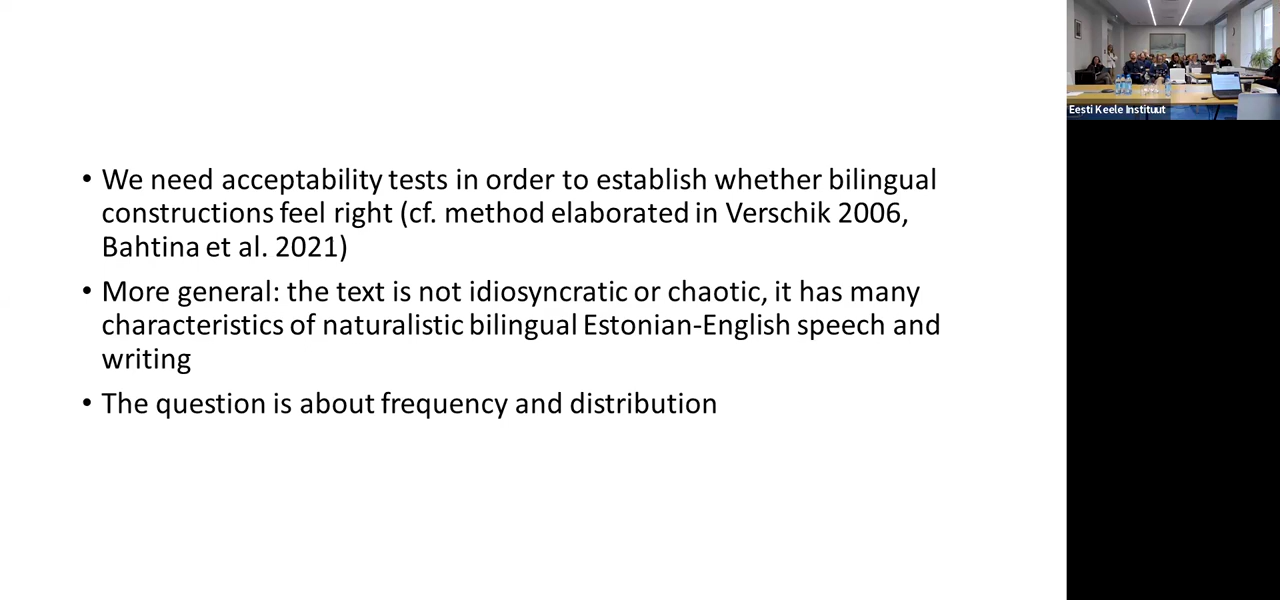 • We need acceptability tests in order to establish whether bilingual
constructions feel right (cf. method elaborated in Verschik 2006,
Bahtina et al. 2021)
• More general: the text is not idiosyncratic or chaotic, it has many
characteristics of naturalistic bilingual Estonian-English speech and
writing
• The question is about frequency and distribution
Eesti Keele Instituut